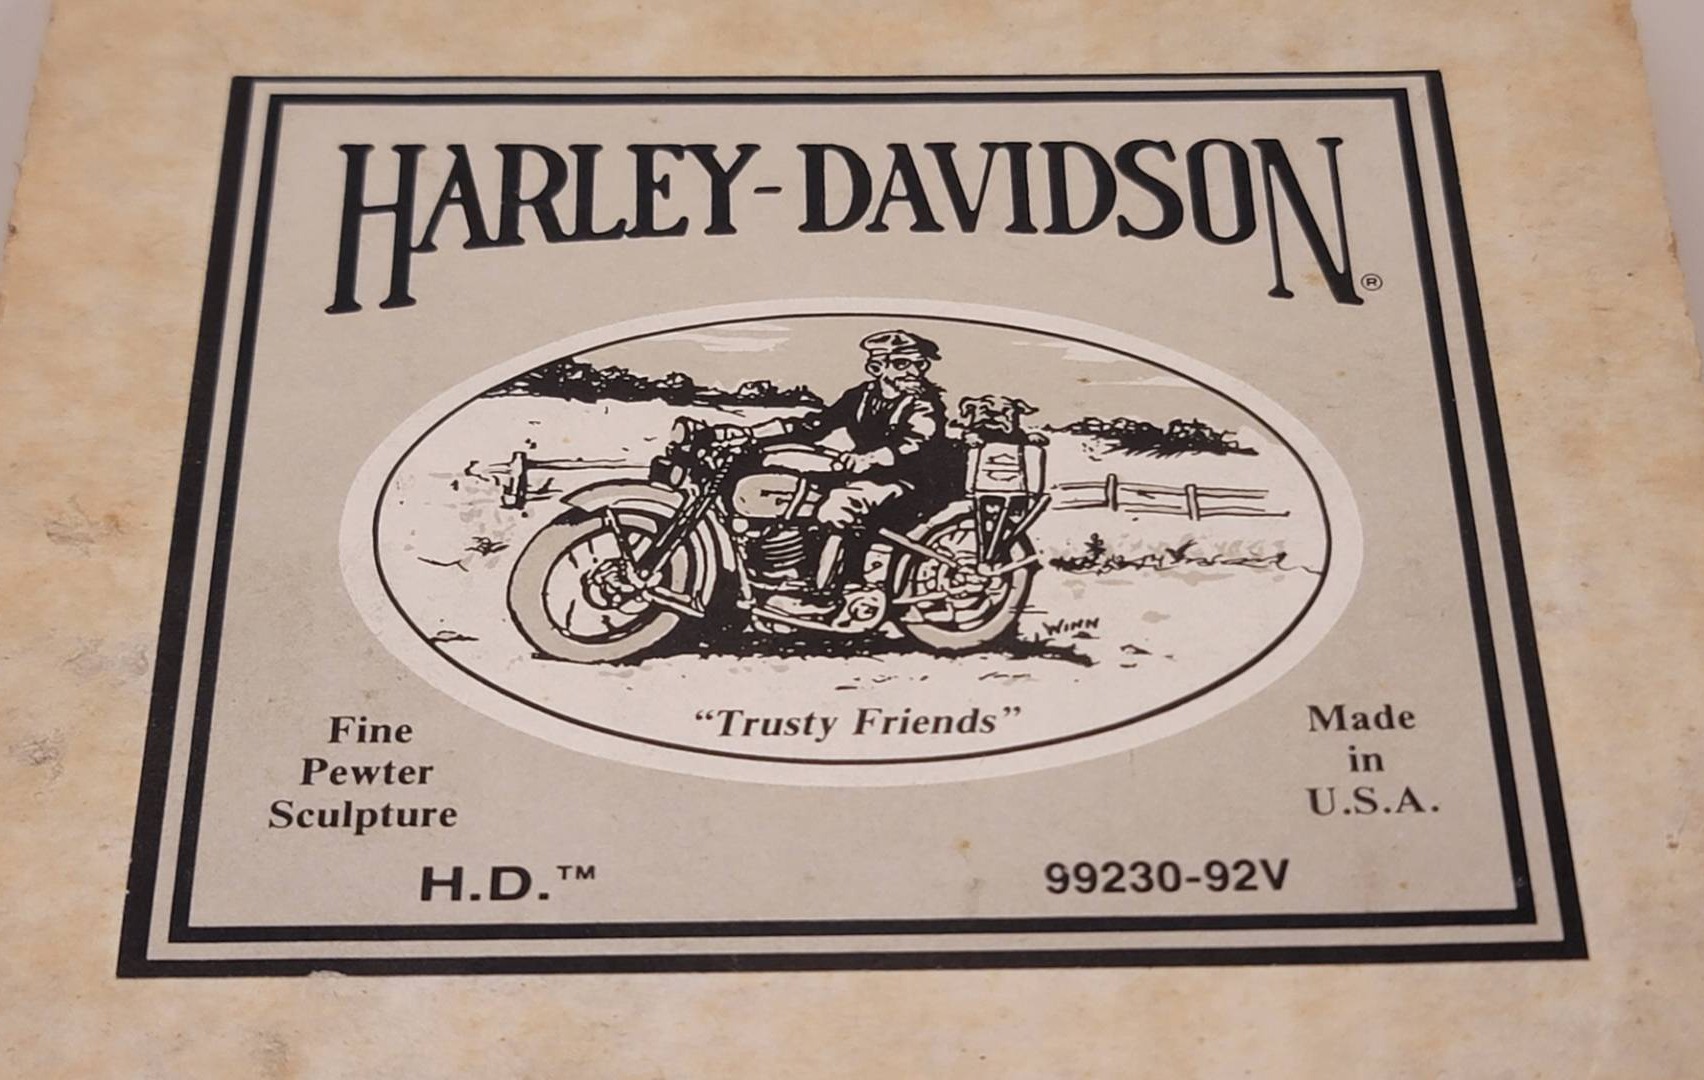 HARLEY-DAVIDSON®
WINN
"Trusty Friends"
Fine
Pewter
Sculpture
Made
in
U.S.A.
H.D.™
99230-92V